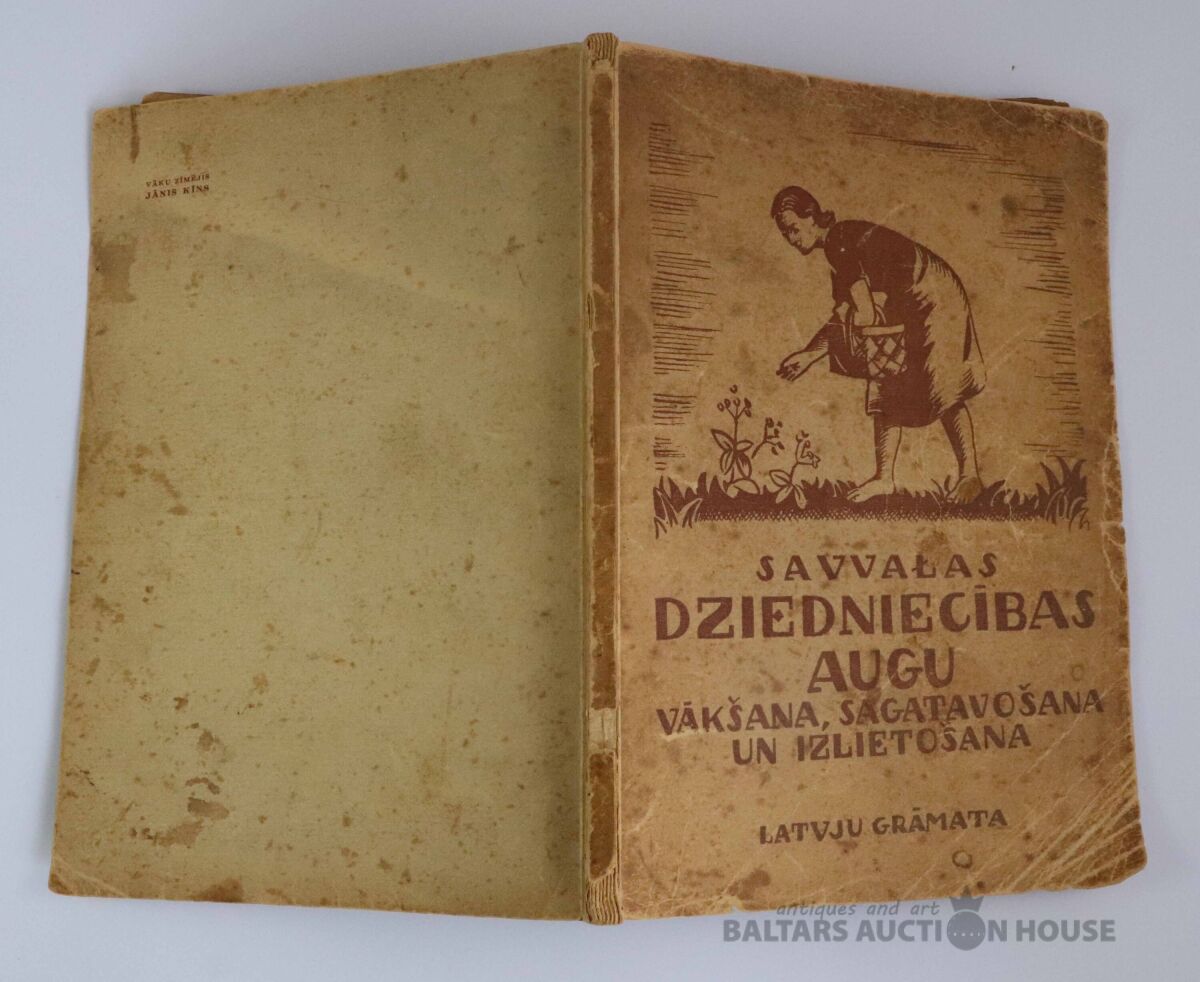 VĀKU ZĪMĒJIS
JĀNIS KĪNS
SAVVAĻAS
DZIEDNIECĪBAS
AUGU
VĀKŠANA, SAGATAVOŠANA
UN IZLIETOŠANA
LATVJU GRĀMATA
antiques and art
BALTARS AUCTION HOUSE